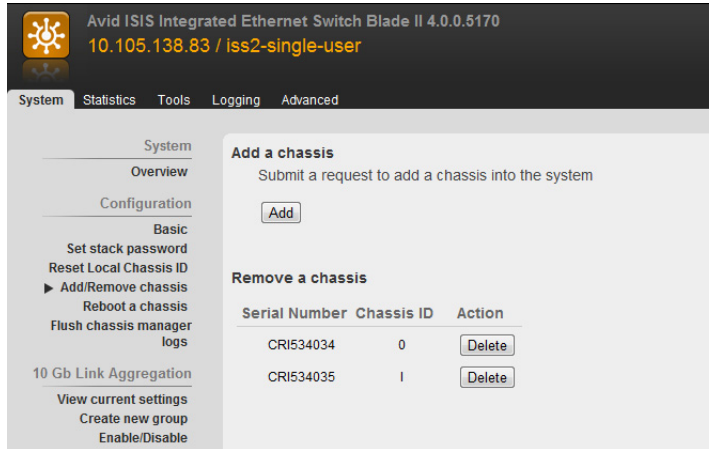 Avid ISIS Integrated Ethernet Switch Blade II 4.0.0.5170
10.105.138.83 / iss2-single-user
System Statistics Tools Logging Advanced
System
Overview
Configuration
Basic
Set stack password
Reset Local Chassis ID
Add/Remove chassis
Reboot a chassis
Flush chassis manager
logs
10 Gb Link Aggregation
View current settings
Create new group
Enable/Disable
Add a chassis
Submit a request to add a chassis into the system
Add
Remove a chassis
Serial Number Chassis ID Action
CRI534034 0 Delete
CRI534035 I Delete